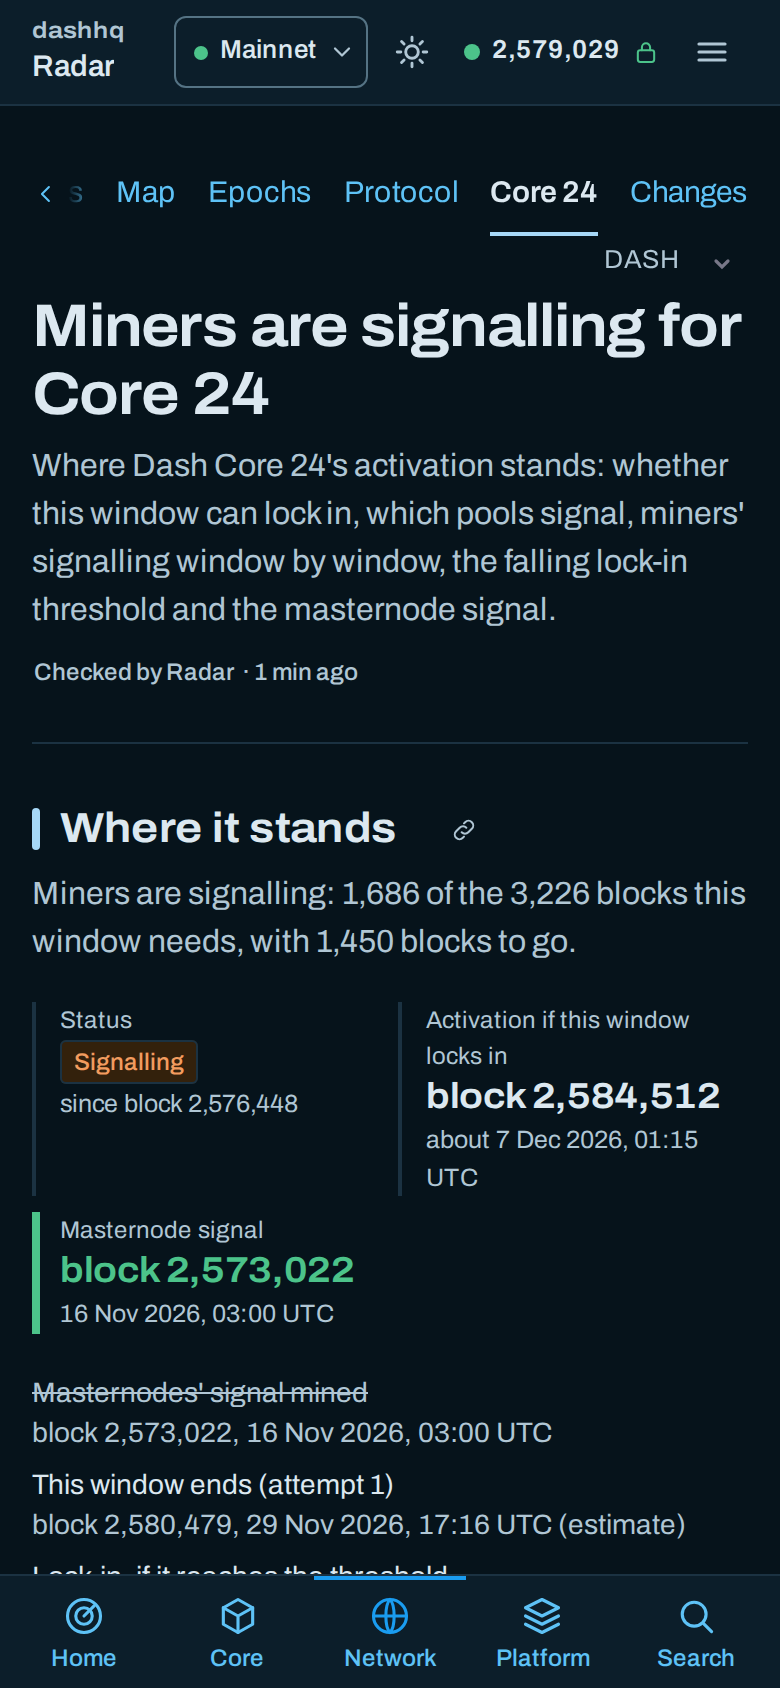 dashhq
Radar
Mainnet
2,579,029
s Map Epochs Protocol Core 24 Changes
DASH
Miners are signalling for
Core 24
Where Dash Core 24's activation stands: whether
this window can lock in, which pools signal, miners'
signalling window by window, the falling lock-in
threshold and the masternode signal.
Checked by Radar · 1 min ago
Where it stands
Miners are signalling: 1,686 of the 3,226 blocks this
window needs, with 1,450 blocks to go.
Status
Signalling
since block 2,576,448
Activation if this window
locks in
block 2,584,512
about 7 Dec 2026, 01:15
UTC
Masternode signal
block 2,573,022
16 Nov 2026, 03:00 UTC
Masternodes' signal mined
block 2,573,022, 16 Nov 2026, 03:00 UTC
This window ends (attempt 1)
block 2,580,479, 29 Nov 2026, 17:16 UTC (estimate)
Lock-in, if it reaches the threshold
Home
Core
Network
Platform
Search